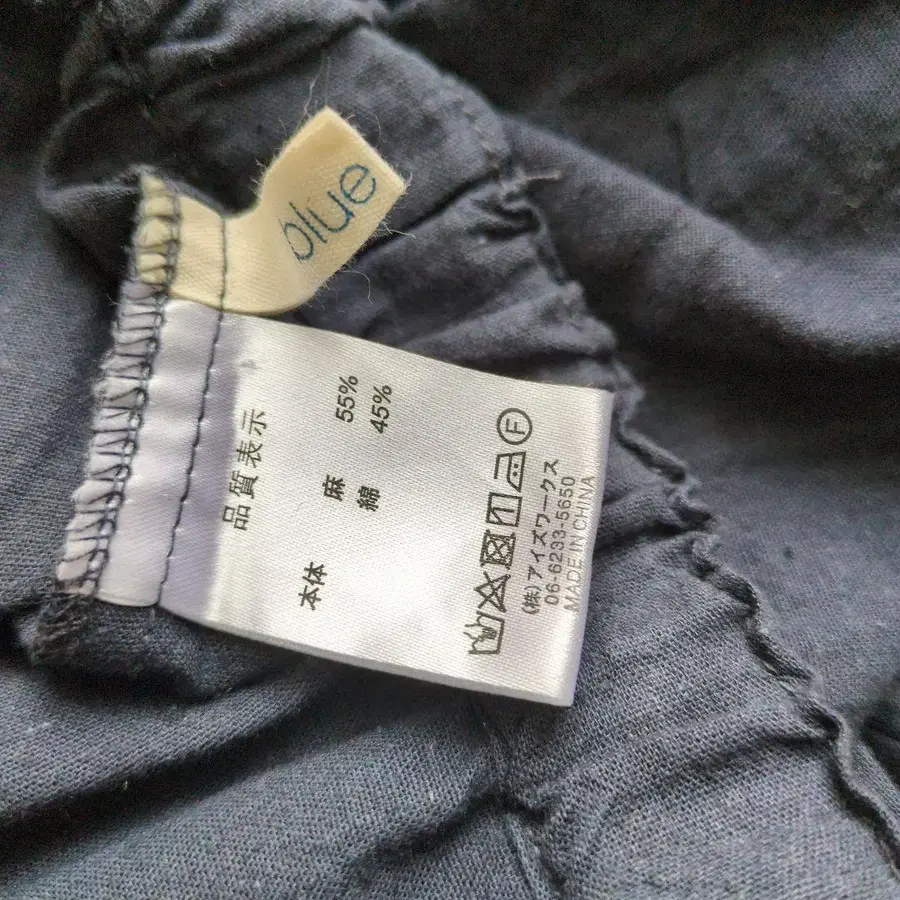 blue
品質表示
本体 麻 55%
綿 45%
F
(株)アイズワークス
06-6233-5650
MADE IN CHINA